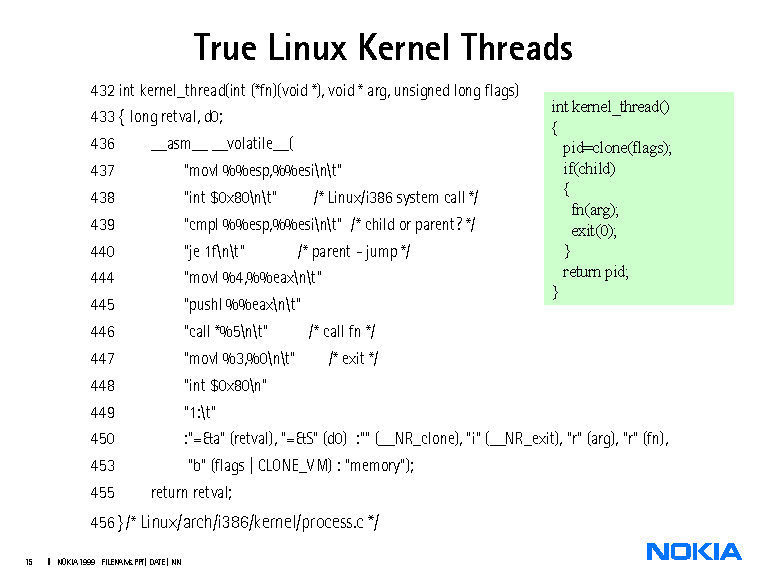 True Linux Kernel Threads
432 int kernel_thread(int (*fn)(void *), void * arg, unsigned long flags)
433 { long retval, d0;
436 __asm__ __volatile__(
437 "movl %%esp,%%esi\n\t"
438 "int $0x80\n\t" /* Linux/i386 system call */
439 "cmpl %%esp,%%esi\n\t" /* child or parent? */
440 "je 1f\n\t" /* parent - jump */
444 "movl %4,%%eax\n\t"
445 "pushl %%eax\n\t"
446 "call *%5\n\t" /* call fn */
447 "movl %3,%0\n\t" /* exit */
448 "int $0x80\n"
449 "1:\t"
450 :"=&a" (retval), "=&S" (d0) :"" (__NR_clone), "i" (__NR_exit), "r" (arg), "r" (fn),
453 "b" (flags | CLONE_VM) : "memory");
455 return retval;
456 } /* Linux/arch/i386/kernel/process.c */
int kernel_thread()
{
pid=clone(flags);
if(child)
{
fn(arg);
exit(0);
}
return pid;
}
15 NOKIA 1999 FILENAMs.PPT | DATE | NN
NOKIA